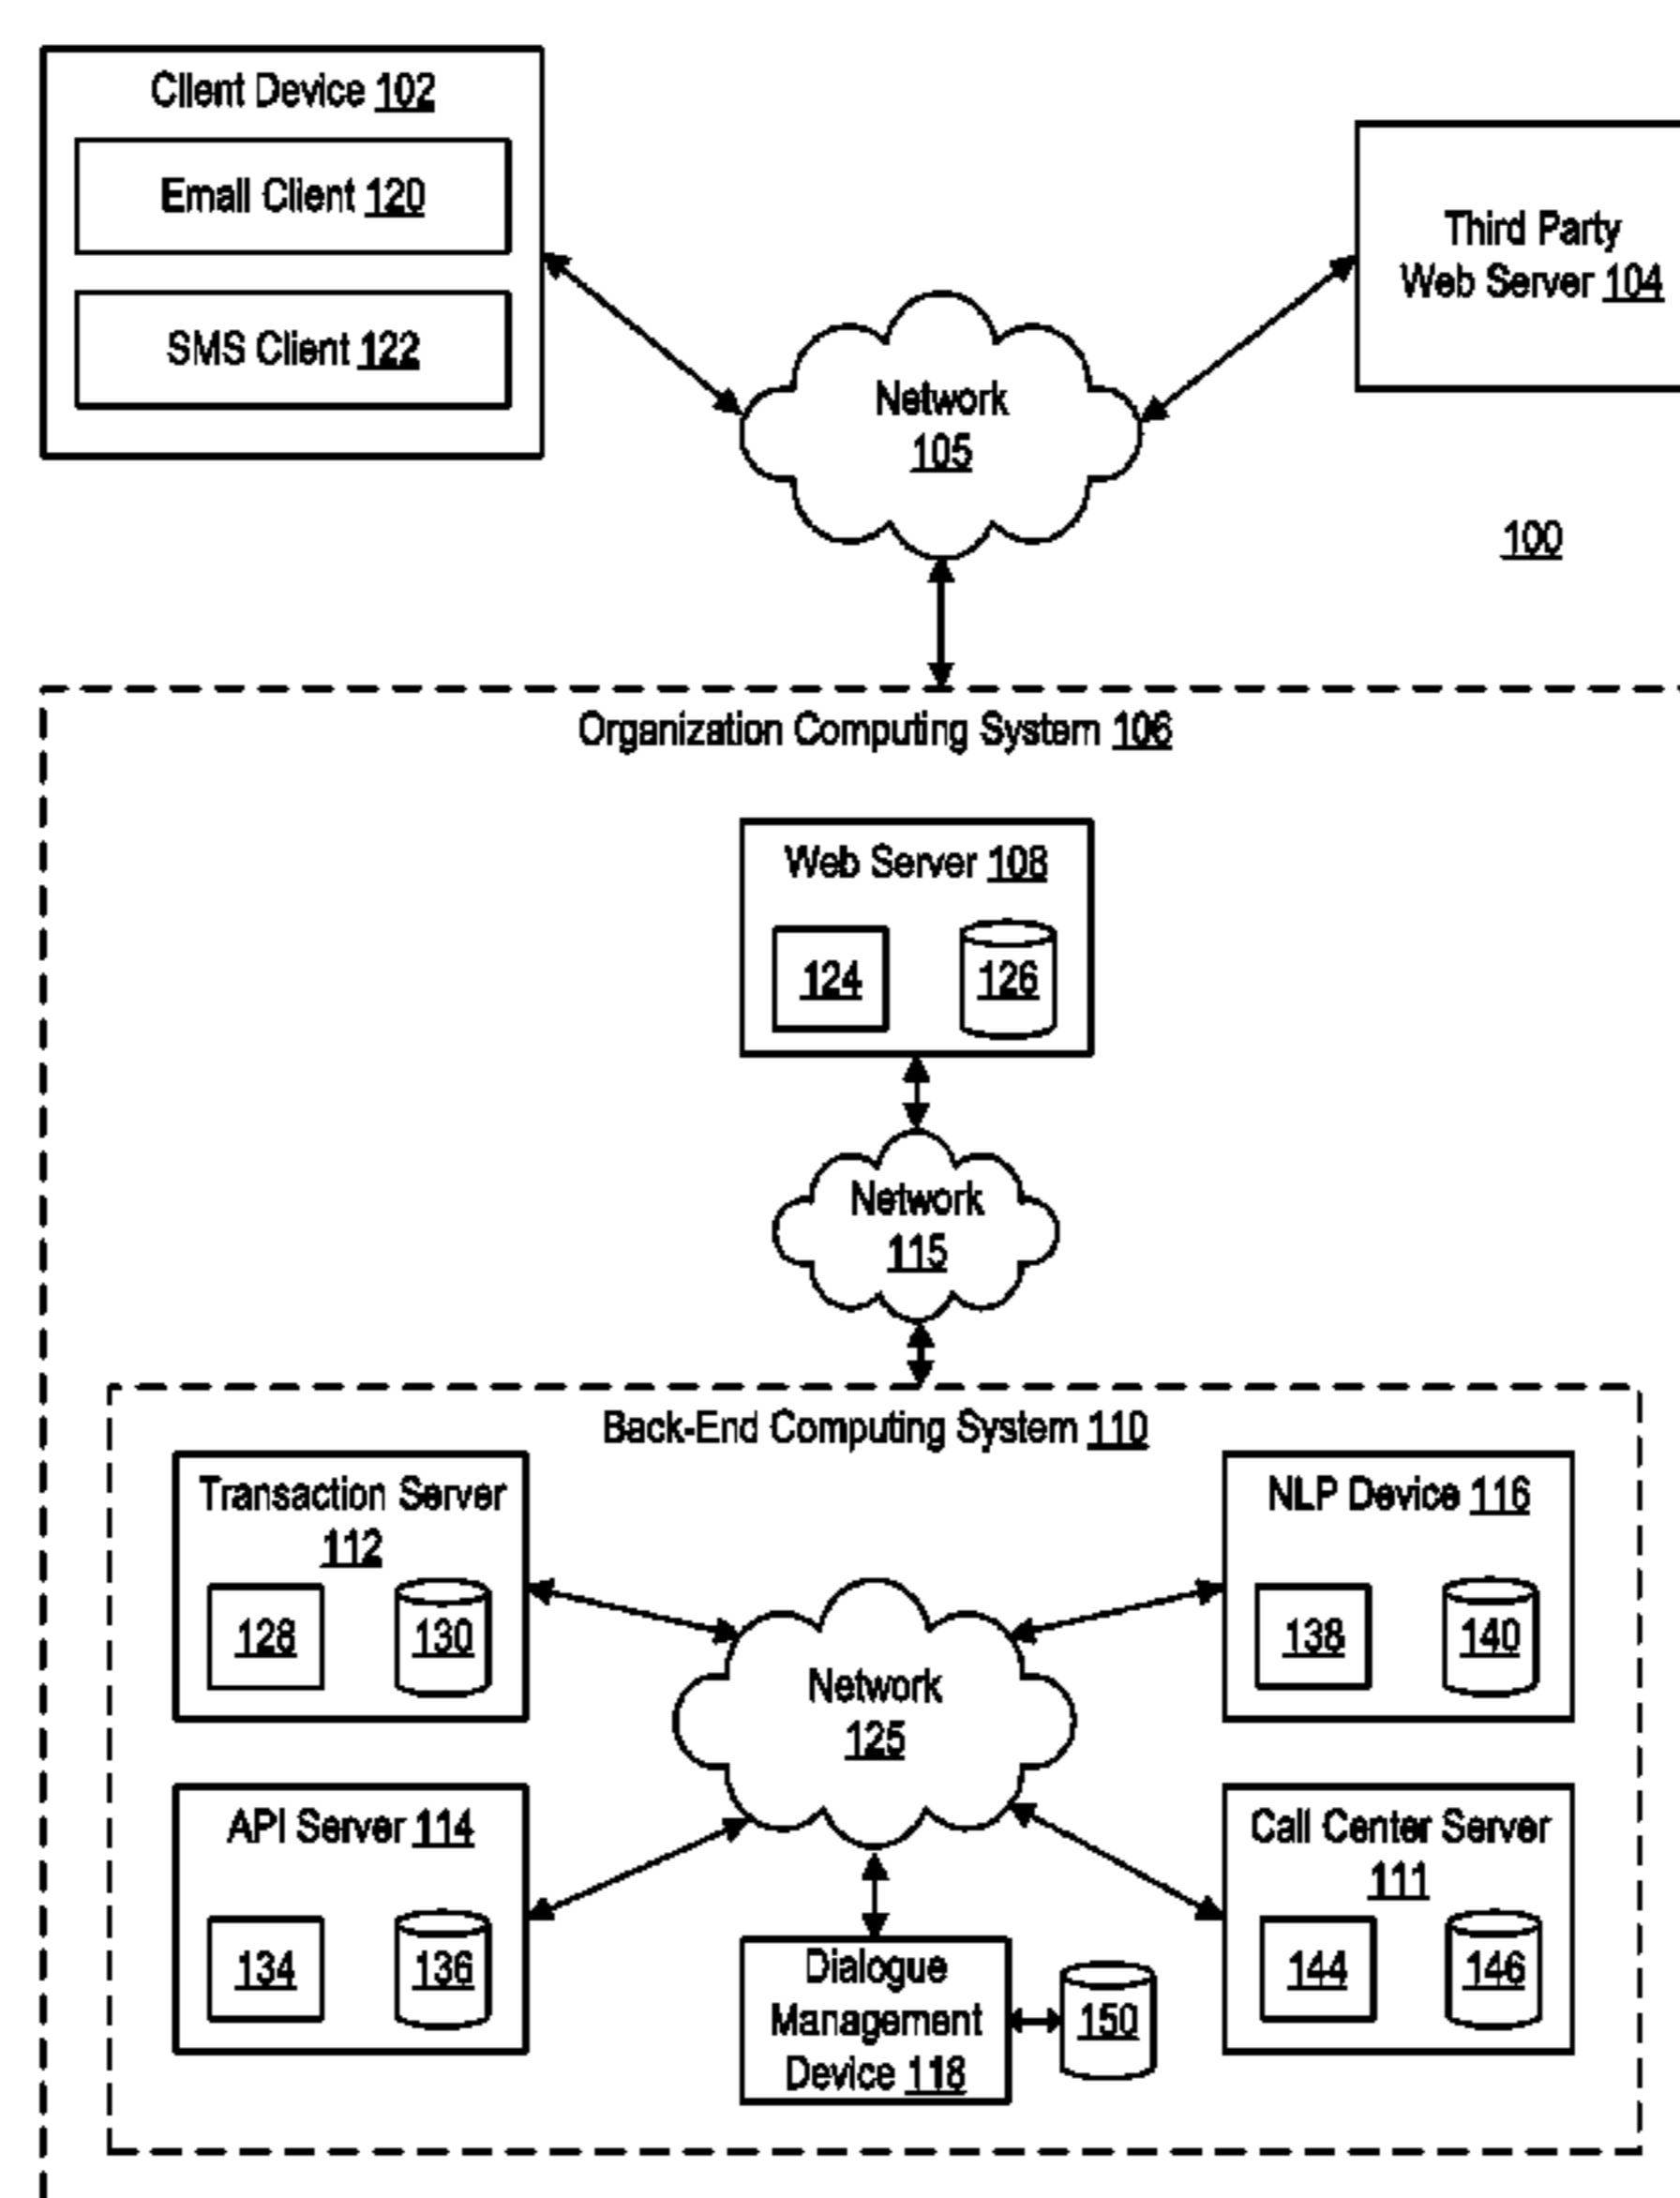 Client Device 102
Email Client 120
SMS Client 122
Third Party
Web Server 104
Network
105
100
Organization Computing System 106
Web Server 108
124
126
Network
115
Back-End Computing System 110
Transaction Server
112
128
130
NLP Device 116
138
140
Network
125
API Server 114
134
136
Call Center Server
111
144
146
Dialogue
Management
Device 118
150